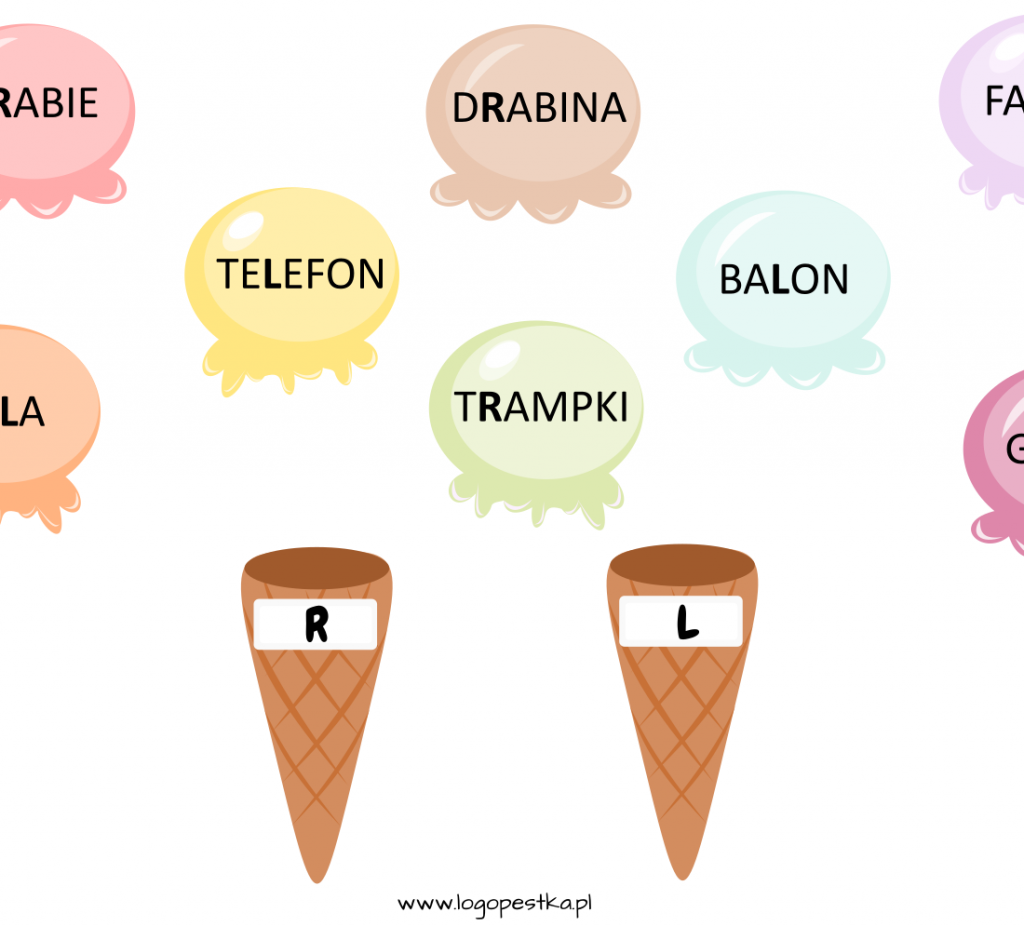 RABIE
DRABINA
FA
TELEFON
BALON
LA
TRAMPKI
G
R
L
www.logopestka.pl